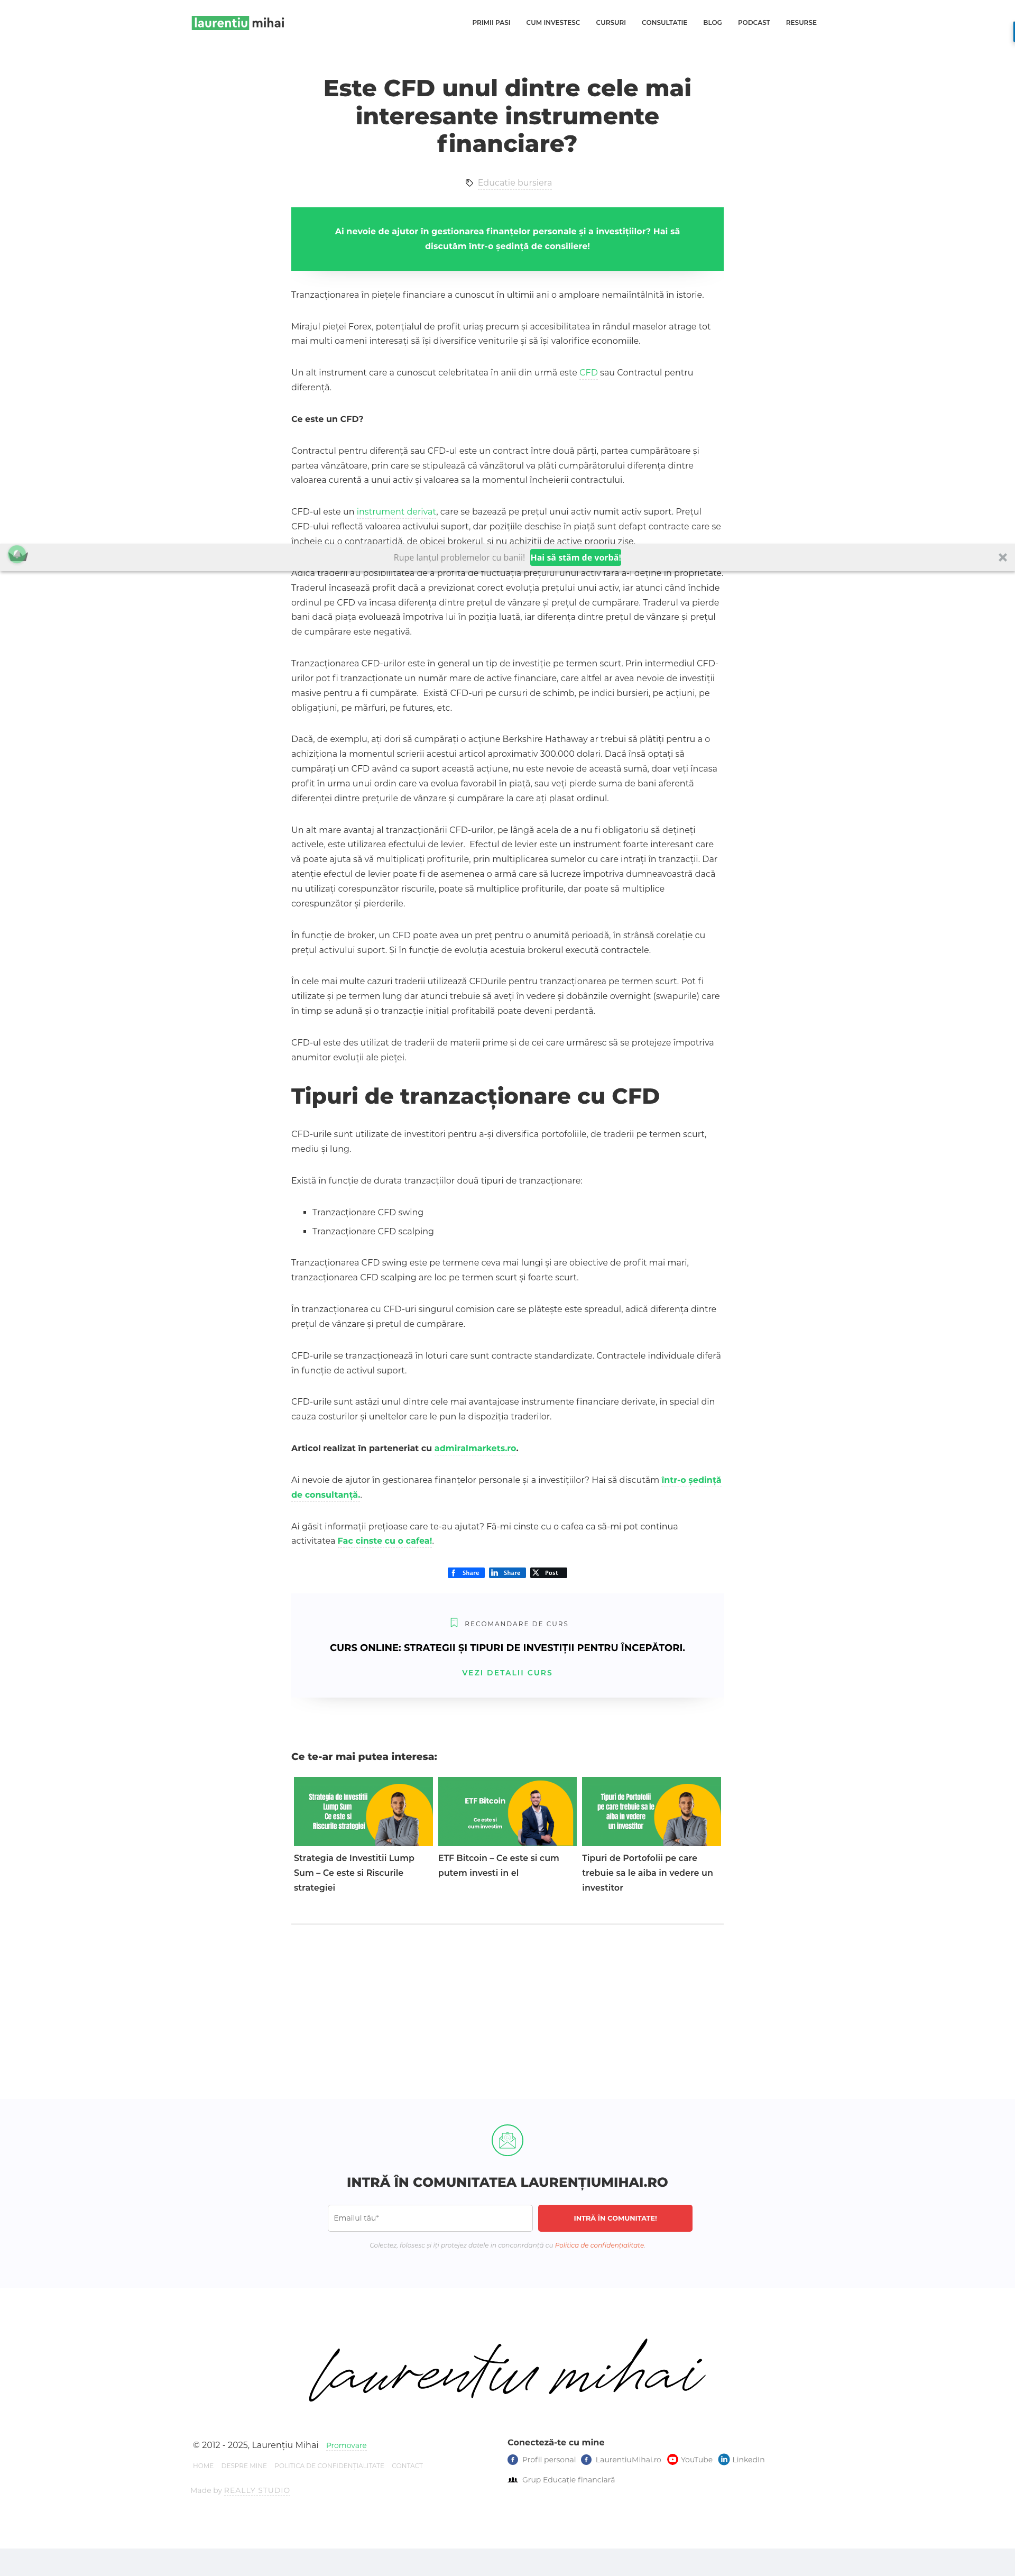 laurentiu mihai
PRIMII PASI CUM INVESTESC CURSURI CONSULTATIE BLOG PODCAST RESURSE
Este CFD unul dintre cele mai
interesante instrumente
financiare?
Educatie bursiera
Ai nevoie de ajutor în gestionarea finanțelor personale și a investițiilor? Hai să
discutăm într-o ședință de consiliere!
Tranzacționarea în piețele financiare a cunoscut în ultimii ani o amploare nemaiîntâlnită în istorie.
Mirajul pieței Forex, potențialul de profit uriaș precum și accesibilitatea în rândul maselor atrage tot
mai multi oameni interesați să își diversifice veniturile și să își valorifice economiile.
Un alt instrument care a cunoscut celebritatea în anii din urmă este CFD sau Contractul pentru
diferență.
Ce este un CFD?
Contractul pentru diferență sau CFD-ul este un contract între două părți, partea cumpărătoare și
partea vânzătoare, prin care se stipulează că vânzătorul va plăti cumpărătorului diferența dintre
valoarea curentă a unui activ și valoarea sa la momentul încheierii contractului.
CFD-ul este un instrument derivat, care se bazează pe prețul unui activ numit activ suport. Prețul
CFD-ului reflectă valoarea activului suport, dar pozițiile deschise în piață sunt defapt contracte care se
încheie cu o contrapartidă, de obicei brokerul, și nu achiziții de active propriu zise.
Rupe lanțul problemelor cu banii! Hai să stăm de vorbă!
Adică traderii au posibilitatea de a profita de fluctuația prețului unui activ fără a-l deține în proprietate.
Traderul încasează profit dacă a previzionat corect evoluția prețului unui activ, iar atunci când închide
ordinul pe CFD va încasa diferența dintre prețul de vânzare și prețul de cumpărare. Traderul va pierde
bani dacă piața evoluează împotriva lui în poziția luată, iar diferența dintre prețul de vânzare și prețul
de cumpărare este negativă.
Tranzacționarea CFD-urilor este în general un tip de investiție pe termen scurt. Prin intermediul CFD-
urilor pot fi tranzacționate un număr mare de active financiare, care altfel ar avea nevoie de investiții
masive pentru a fi cumpărate. Există CFD-uri pe cursuri de schimb, pe indici bursieri, pe acțiuni, pe
obligațiuni, pe mărfuri, pe futures, etc.
Dacă, de exemplu, ați dori să cumpărați o acțiune Berkshire Hathaway ar trebui să plătiți pentru a o
achiziționa la momentul scrierii acestui articol aproximativ 300.000 dolari. Dacă însă optați să
cumpărați un CFD având ca suport această acțiune, nu este nevoie de această sumă, doar veți încasa
profit în urma unui ordin care va evolua favorabil în piață, sau veți pierde suma de bani aferentă
diferenței dintre prețurile de vânzare și cumpărare la care ați plasat ordinul.
Un alt mare avantaj al tranzacționării CFD-urilor, pe lângă acela de a nu fi obligatoriu să dețineți
activele, este utilizarea efectului de levier. Efectul de levier este un instrument foarte interesant care
vă poate ajuta să vă multiplicați profiturile, prin multiplicarea sumelor cu care intrați în tranzacții. Dar
atenție efectul de levier poate fi de asemenea o armă care să lucreze împotriva dumneavoastră dacă
nu utilizați corespunzător riscurile, poate să multiplice profiturile, dar poate să multiplice
corespunzător și pierderile.
În funcție de broker, un CFD poate avea un preț pentru o anumită perioadă, în strânsă corelație cu
prețul activului suport. Și în funcție de evoluția acestuia brokerul execută contractele.
În cele mai multe cazuri traderii utilizează CFDurile pentru tranzacționarea pe termen scurt. Pot fi
utilizate și pe termen lung dar atunci trebuie să aveți în vedere și dobânzile overnight (swapurile) care
în timp se adună și o tranzacție inițial profitabilă poate deveni perdantă.
CFD-ul este des utilizat de traderii de materii prime și de cei care urmăresc să se protejeze împotriva
anumitor evoluții ale pieței.
Tipuri de tranzacționare cu CFD
CFD-urile sunt utilizate de investitori pentru a-și diversifica portofoliile, de traderii pe termen scurt,
mediu și lung.
Există în funcție de durata tranzacțiilor două tipuri de tranzacționare:
Tranzacționare CFD swing
Tranzacționare CFD scalping
Tranzacționarea CFD swing este pe termene ceva mai lungi și are obiective de profit mai mari,
tranzacționarea CFD scalping are loc pe termen scurt și foarte scurt.
În tranzacționarea cu CFD-uri singurul comision care se plătește este spreadul, adică diferența dintre
prețul de vânzare și prețul de cumpărare.
CFD-urile se tranzacționează în loturi care sunt contracte standardizate. Contractele individuale diferă
în funcție de activul suport.
CFD-urile sunt astăzi unul dintre cele mai avantajoase instrumente financiare derivate, în special din
cauza costurilor și uneltelor care le pun la dispoziția traderilor.
Articol realizat în parteneriat cu admiralmarkets.ro.
Ai nevoie de ajutor în gestionarea finanțelor personale și a investițiilor? Hai să discutăm într-o ședință
de consultanță..
Ai găsit informații prețioase care te-au ajutat? Fă-mi cinste cu o cafea ca să-mi pot continua
activitatea Fac cinste cu o cafea!.
Share Share Post
RECOMANDARE DE CURS
CURS ONLINE: STRATEGII ȘI TIPURI DE INVESTIȚII PENTRU ÎNCEPĂTORI.
VEZI DETALII CURS
Ce te-ar mai putea interesa:
Strategia de Investitii
Lump Sum
Ce este si
Riscurile strategiei
ETF Bitcoin
Ce este si
cum investim
Tipuri de Portofolii
pe care trebuie sa le
aiba in vedere
un investitor
Strategia de Investitii Lump
Sum – Ce este si Riscurile
strategiei
ETF Bitcoin – Ce este si cum
putem investi in el
Tipuri de Portofolii pe care
trebuie sa le aiba in vedere un
investitor
INTRĂ ÎN COMUNITATEA LAURENȚIUMIHAI.RO
Emailul tău*
INTRĂ ÎN COMUNITATE!
Colectez, folosesc și îți protejez datele in conconrdanță cu Politica de confidențialitate.
laurentiu mihai
© 2012 - 2025, Laurențiu Mihai Promovare
HOME DESPRE MINE POLITICA DE CONFIDENTIALITATE CONTACT
Made by REALLY STUDIO
Conecteză-te cu mine
Profil personal LaurentiuMihai.ro YouTube LinkedIn
Grup Educație financiară